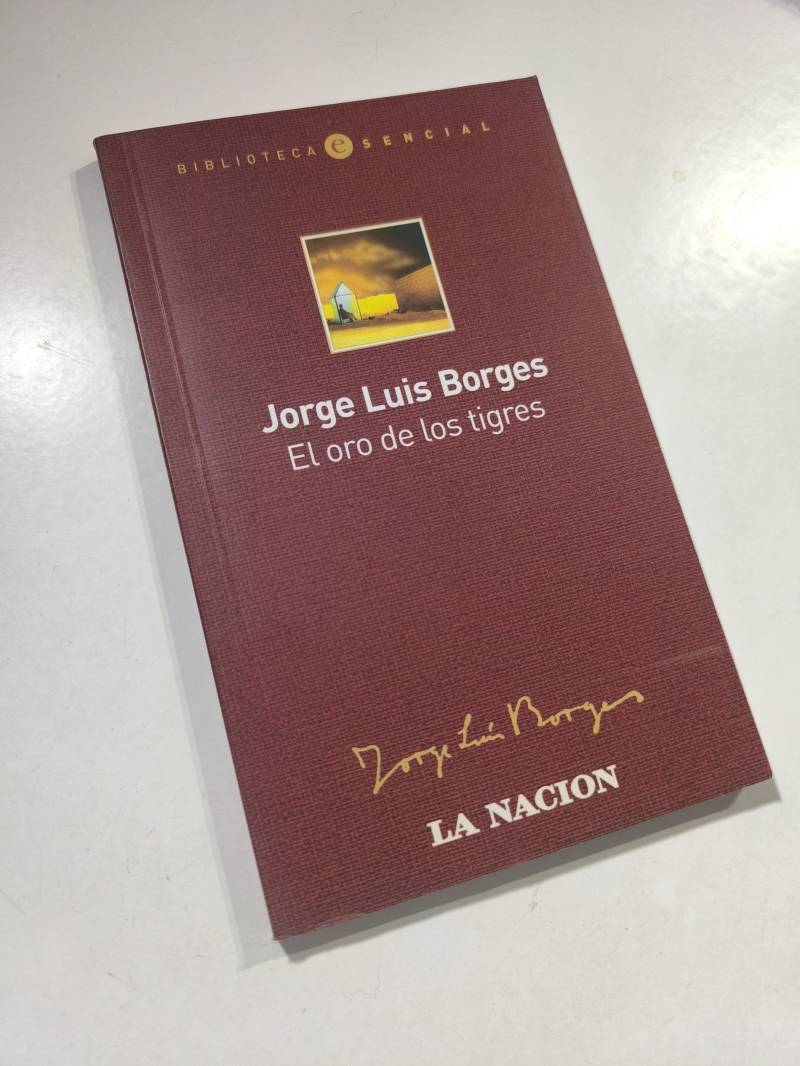 BIBLIOTECA eSENCIAL
Jorge Luis Borges
El oro de los tigres
Jorge Luis Borges
LA NACION